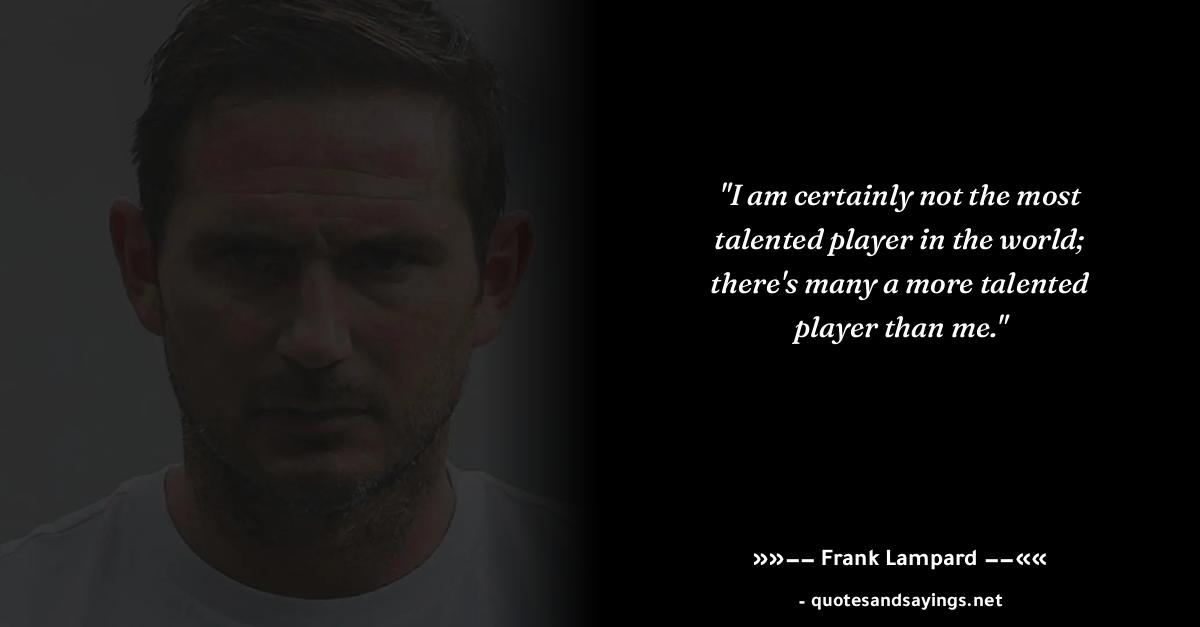 "I am certainly not the most
talented player in the world;
there's many a more talented
player than me."
»»−− Frank Lampard −−««
- quotesandsayings.net